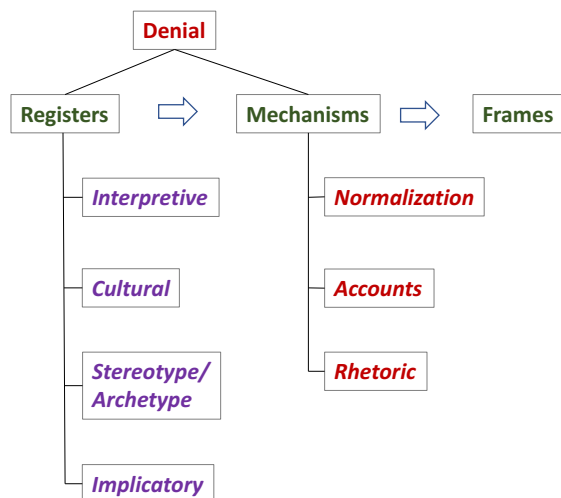 Denial
Registers
Mechanisms
Frames
Interpretive
Normalization
Cultural
Accounts
Stereotype/
Archetype
Rhetoric
Implicatory